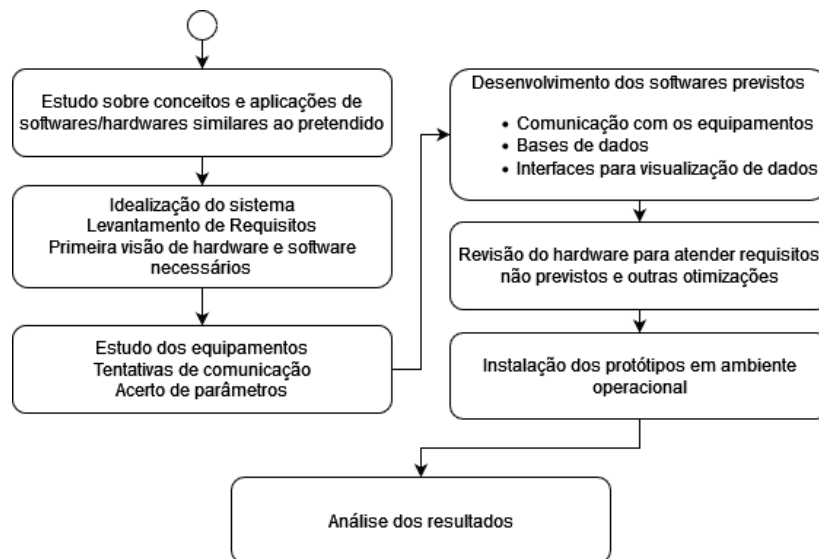 Estudo sobre conceitos e aplicações de
softwares/hardwares similares ao pretendido
Idealização do sistema
Levantamento de Requisitos
Primeira visão de hardware e software
necessários
Estudo dos equipamentos
Tentativas de comunicação
Acerto de parâmetros
Desenvolvimento dos softwares previstos
• Comunicação com os equipamentos
• Bases de dados
• Interfaces para visualização de dados
Revisão do hardware para atender requisitos
não previstos e outras otimizações
Instalação dos protótipos em ambiente
operacional
Análise dos resultados